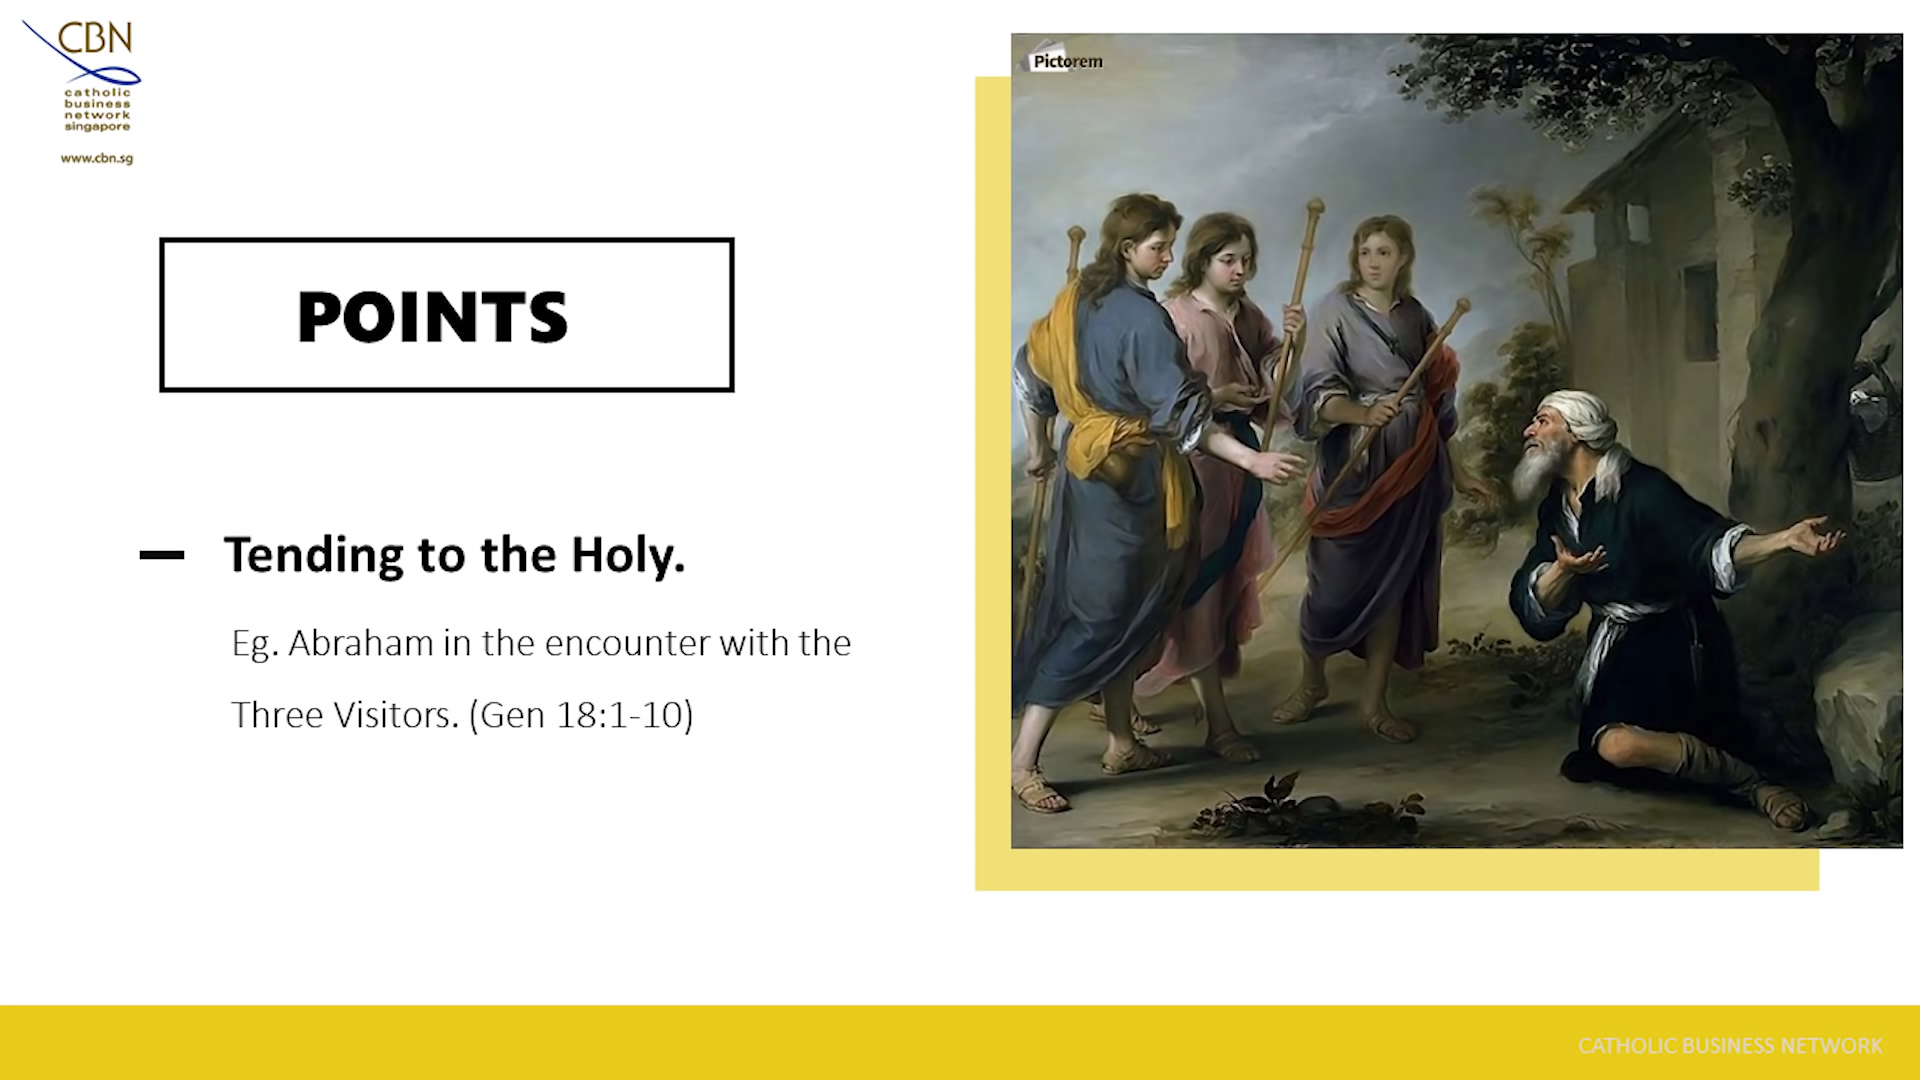 CBN
catholic
business
network
singapore
www.cbn.sg
Pictorem
POINTS
Tending to the Holy.
Eg. Abraham in the encounter with the
Three Visitors. (Gen 18:1-10)
CATHOLIC BUSINESS NETWORK